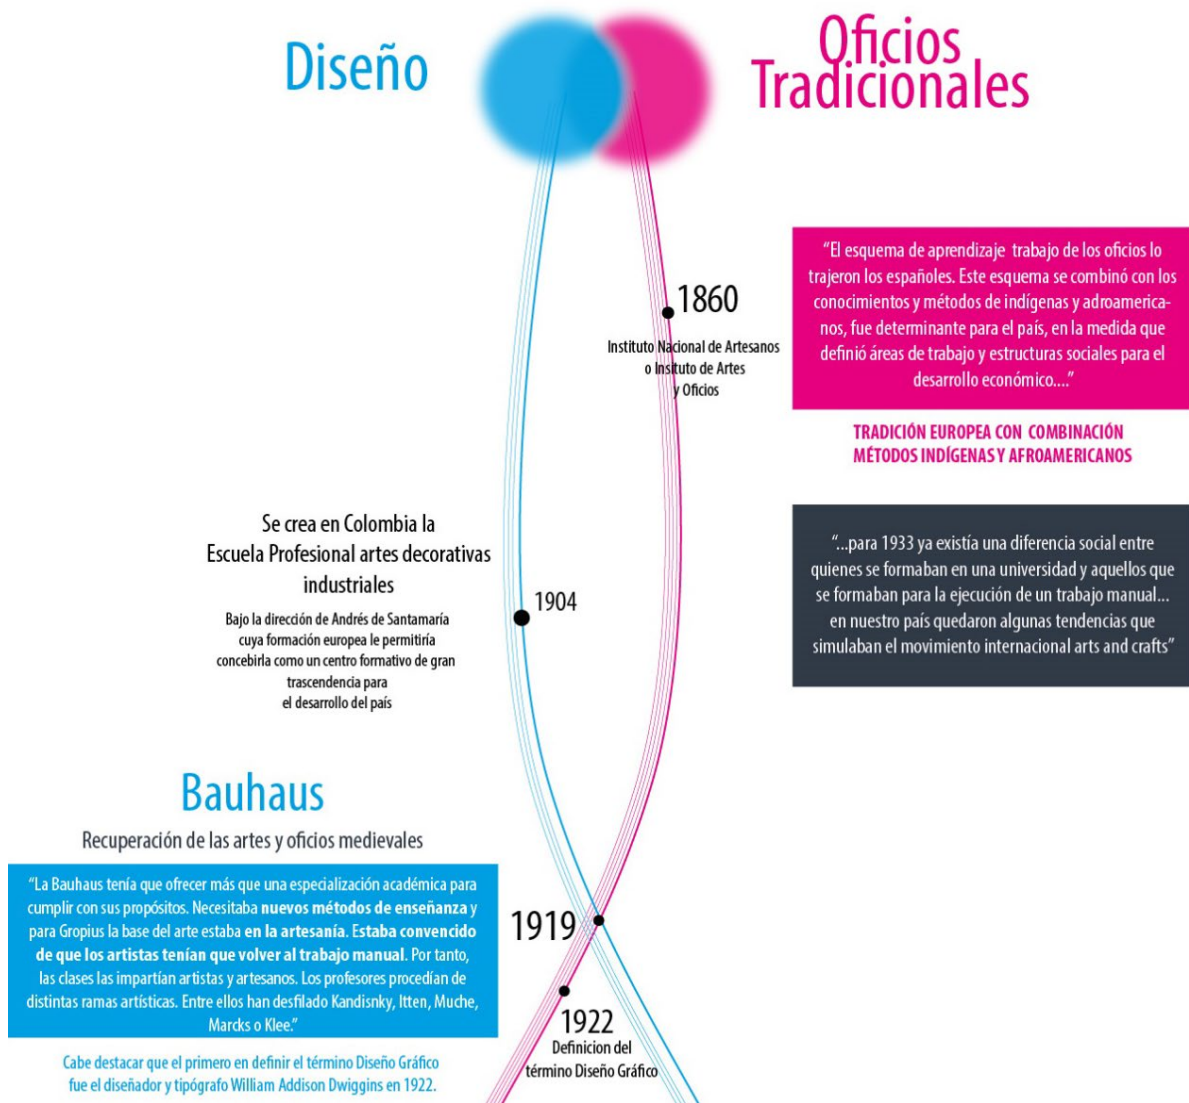 Diseño
Oficios
Tradicionales
1860
Instituto Nacional de Artesanos
o Insituto de Artes
y Oficios
“El esquema de aprendizaje trabajo de los oficios lo
trajeron los españoles. Este esquema se combinó con los
conocimientos y métodos de indígenas y adroamerica-
nos, fue determinante para el país, en la medida que
definió áreas de trabajo y estructuras sociales para el
desarrollo económico....”
TRADICIÓN EUROPEA CON COMBINACIÓN
MÉTODOS INDÍGENAS Y AFROAMERICANOS
Se crea en Colombia la
Escuela Profesional artes decorativas
industriales
Bajo la dirección de Andrés de Santamaría
cuya formación europea le permitiría
concebirla como un centro formativo de gran
trascendencia para
el desarrollo del país
1904
“...para 1933 ya existía una diferencia social entre
quienes se formaban en una universidad y aquellos que
se formaban para la ejecución de un trabajo manual...
en nuestro país quedaron algunas tendencias que
simulaban el movimiento internacional arts and crafts”
Bauhaus
Recuperación de las artes y oficios medievales
“La Bauhaus tenía que ofrecer más que una especialización académica para
cumplir con sus propósitos. Necesitaba nuevos métodos de enseñanza y
para Gropius la base del arte estaba en la artesanía. Estaba convencido
de que los artistas tenían que volver al trabajo manual. Por tanto,
las clases las impartían artistas y artesanos. Los profesores procedían de
distintas ramas artísticas. Entre ellos han desfilado Kandisnky, Itten, Muche,
Marcks o Klee.”
Cabe destacar que el primero en definir el término Diseño Gráfico
fue el diseñador y tipógrafo William Addison Dwiggins en 1922.
1919
1922
Definicion del
término Diseño Gráfico